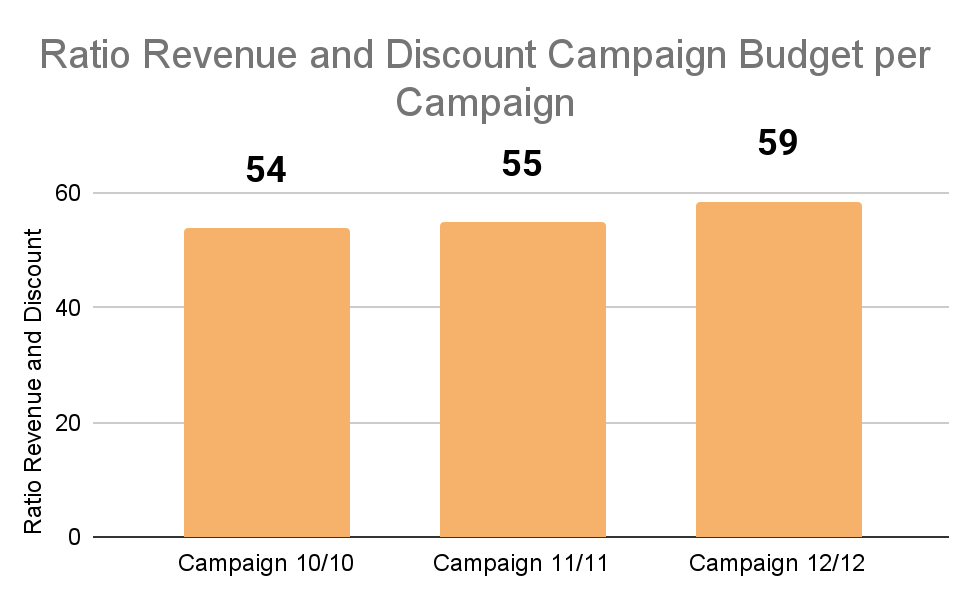 Ratio Revenue and Discount Campaign Budget per
Campaign
54
55
59
60
40
20
0
Ratio Revenue and Discount
Campaign 10/10
Campaign 11/11
Campaign 12/12